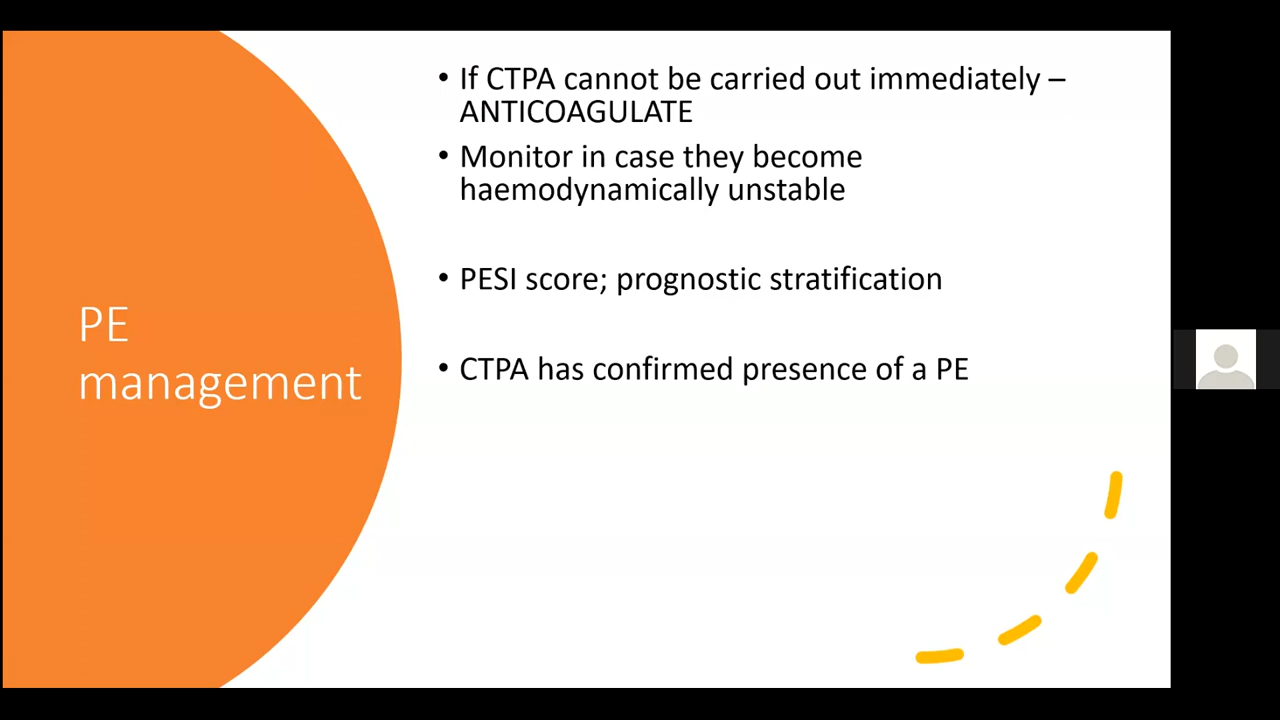 PE
management
• If CTPA cannot be carried out immediately –
ANTICOAGULATE
• Monitor in case they become
haemodynamically unstable
• PESI score; prognostic stratification
• CTPA has confirmed presence of a PE